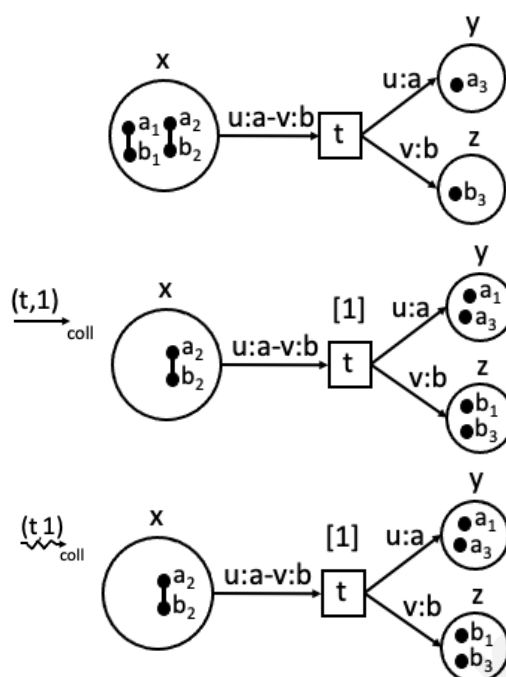 y
x
u:a
a₃
a₁ a₂
u:a-v:b
t
b₁ b₂
v:b
z
b₃
y
(t,1)
coll
x
[1]
u:a
a₁
a₃
a₂
u:a-v:b
t
b₂
v:b
z
b₁
b₃
y
(t,1)
coll
x
[1]
u:a
a₁
a₃
a₂
u:a-v:b
t
b₂
v:b
z
b₁
b₃